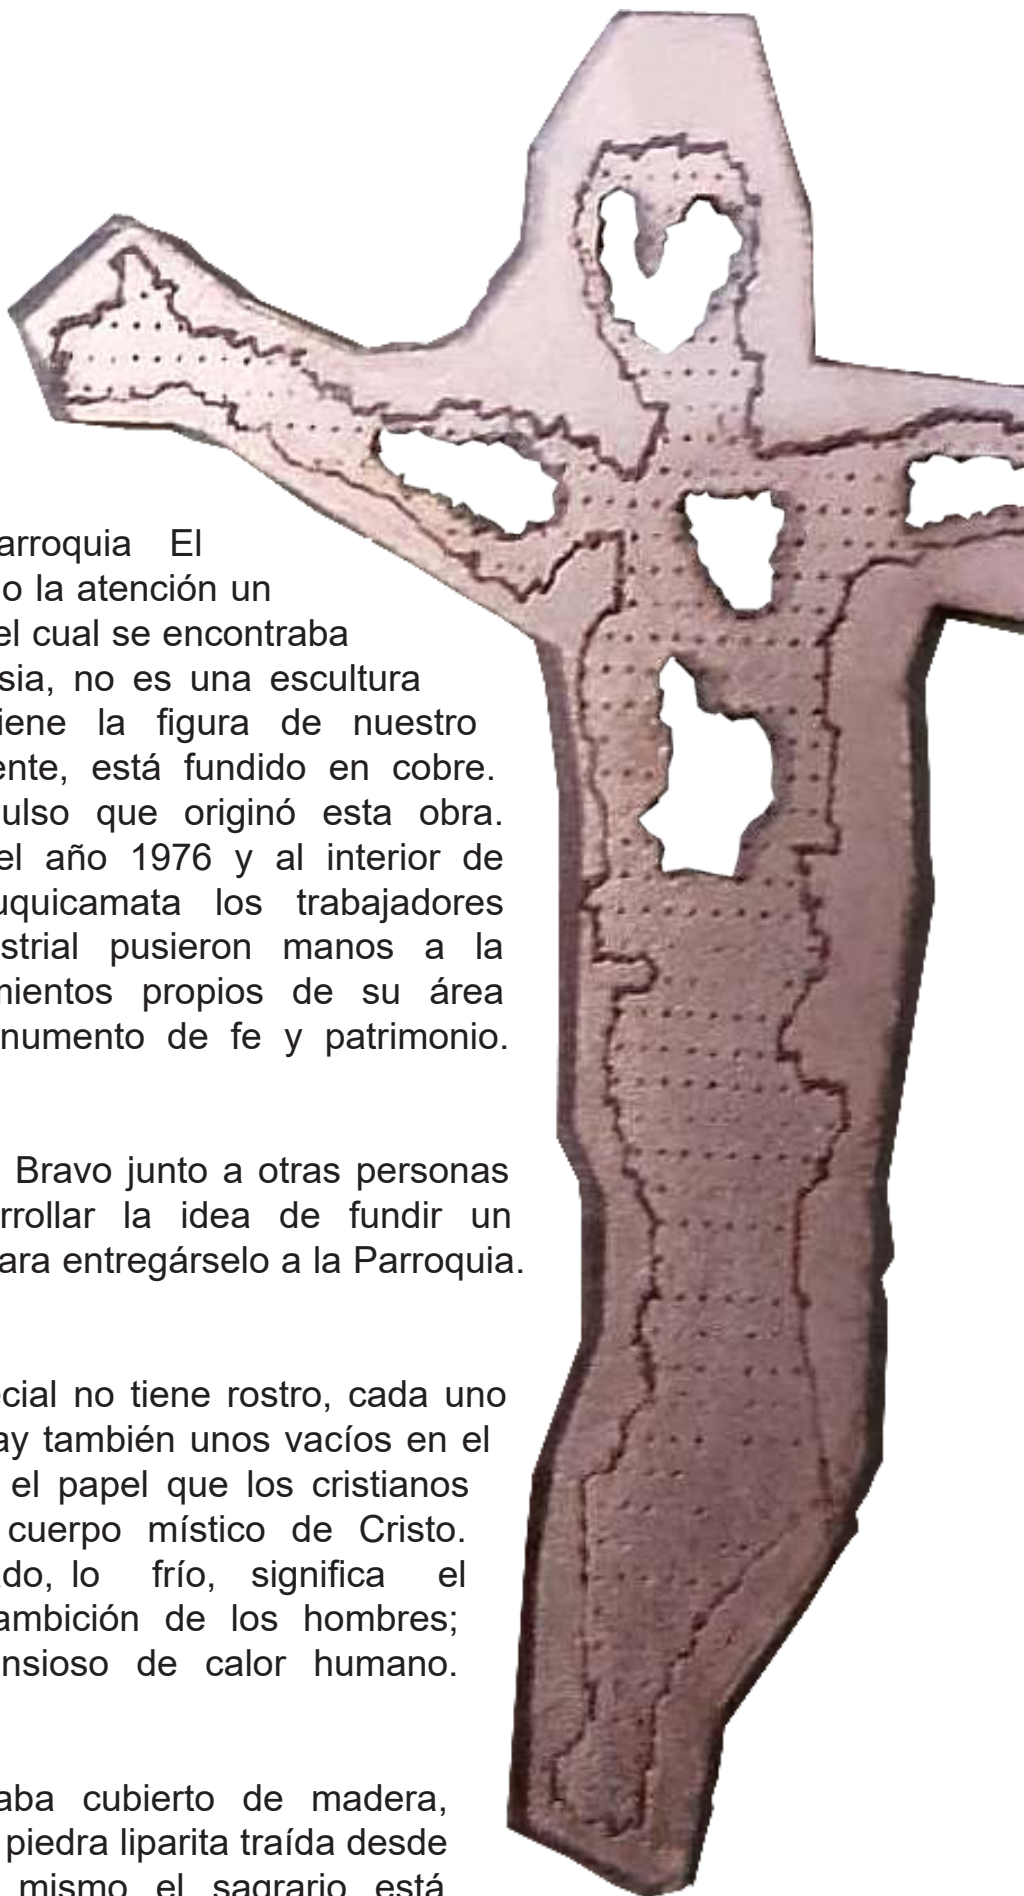 arroquia El
o la atención un
el cual se encontraba
sia, no es una escultura
iene la figura de nuestro
ente, está fundido en cobre.
ulso que originó esta obra.
el año 1976 y al interior de
uquicamata los trabajadores
strial pusieron manos a la
mientos propios de su área
numento de fe y patrimonio.
Bravo junto a otras personas
rrollar la idea de fundir un
ara entregárselo a la Parroquia.
cial no tiene rostro, cada uno
ay también unos vacíos en el
el papel que los cristianos
cuerpo místico de Cristo.
do, lo frío, significa el
ambición de los hombres;
nsioso de calor humano.
aba cubierto de madera,
piedra liparita traída desde
mismo el sagrario está